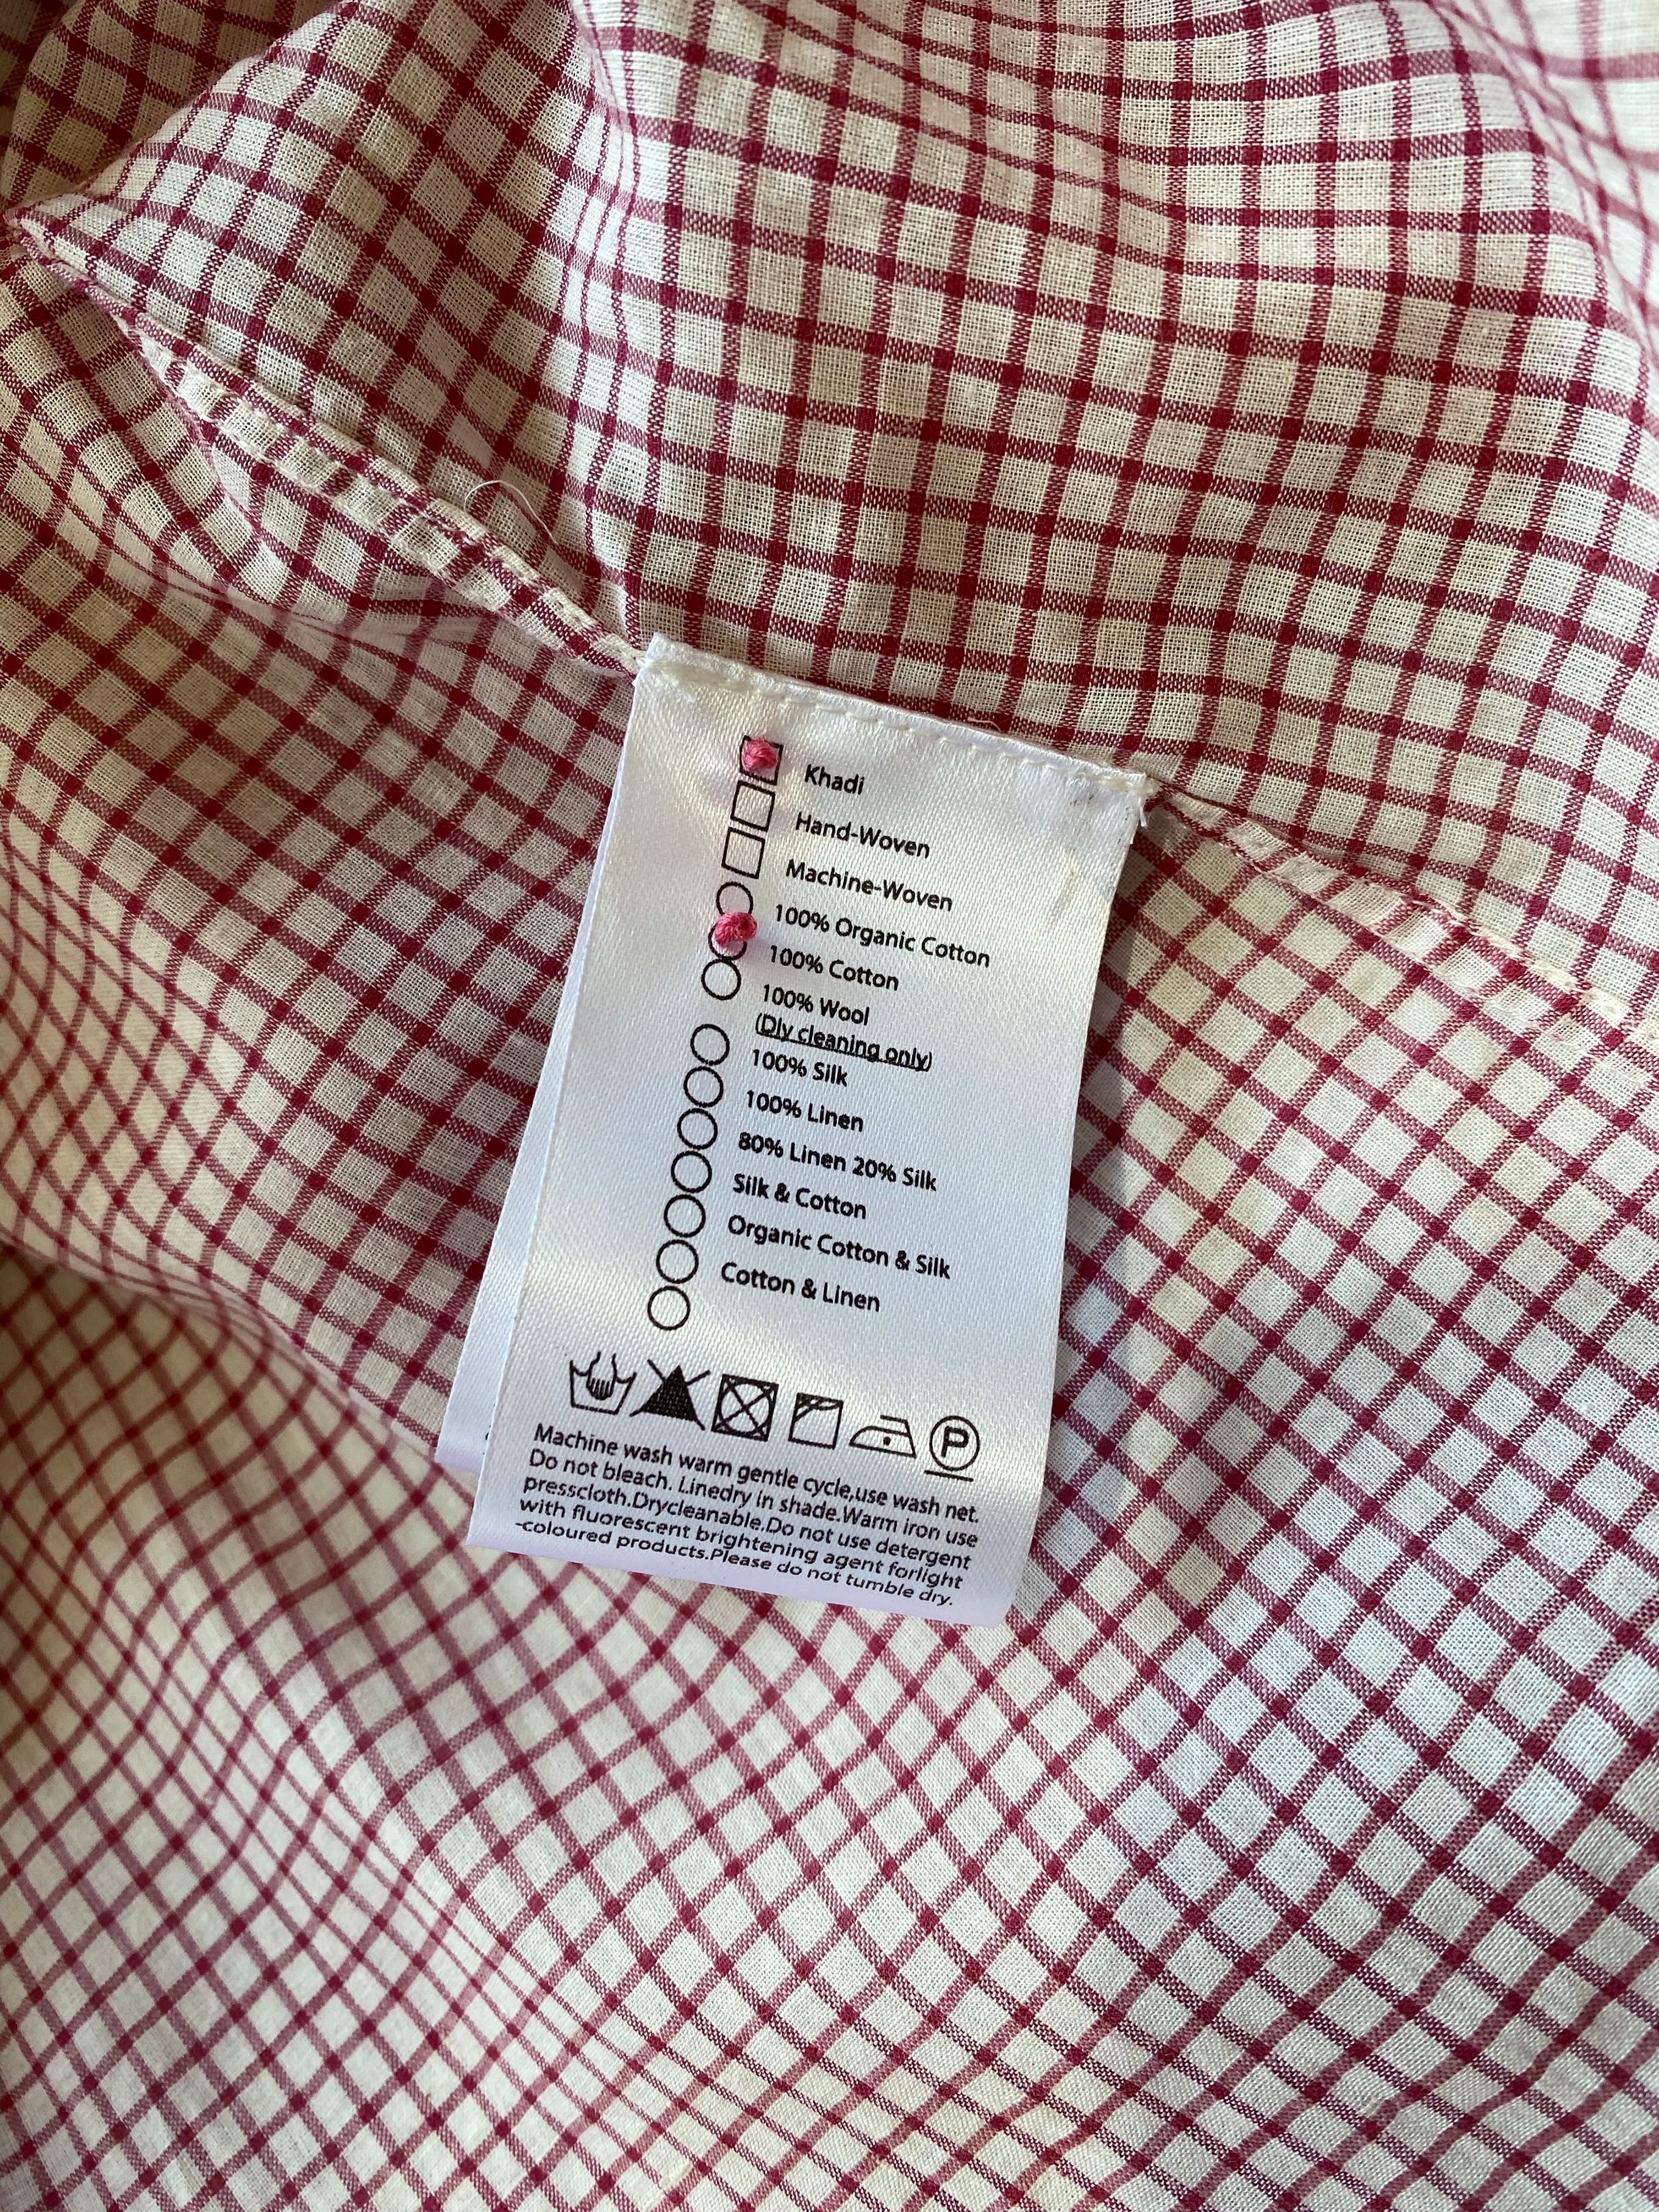 Khadi
Hand-Woven
Machine-Woven
100% Organic Cotton
100% Cotton
100% Wool
(Dly cleaning only)
100% Silk
100% Linen
80% Linen 20% Silk
Silk & Cotton
Organic Cotton & Silk
Cotton & Linen
P
Machine wash warm gentle cycle,use wash net.
Do not bleach. Linedry in shade.Warm iron use
presscloth.Drycleanable.Do not use detergent
with fluorescent brightening agent forlight
-coloured products.Please do not tumble dry.